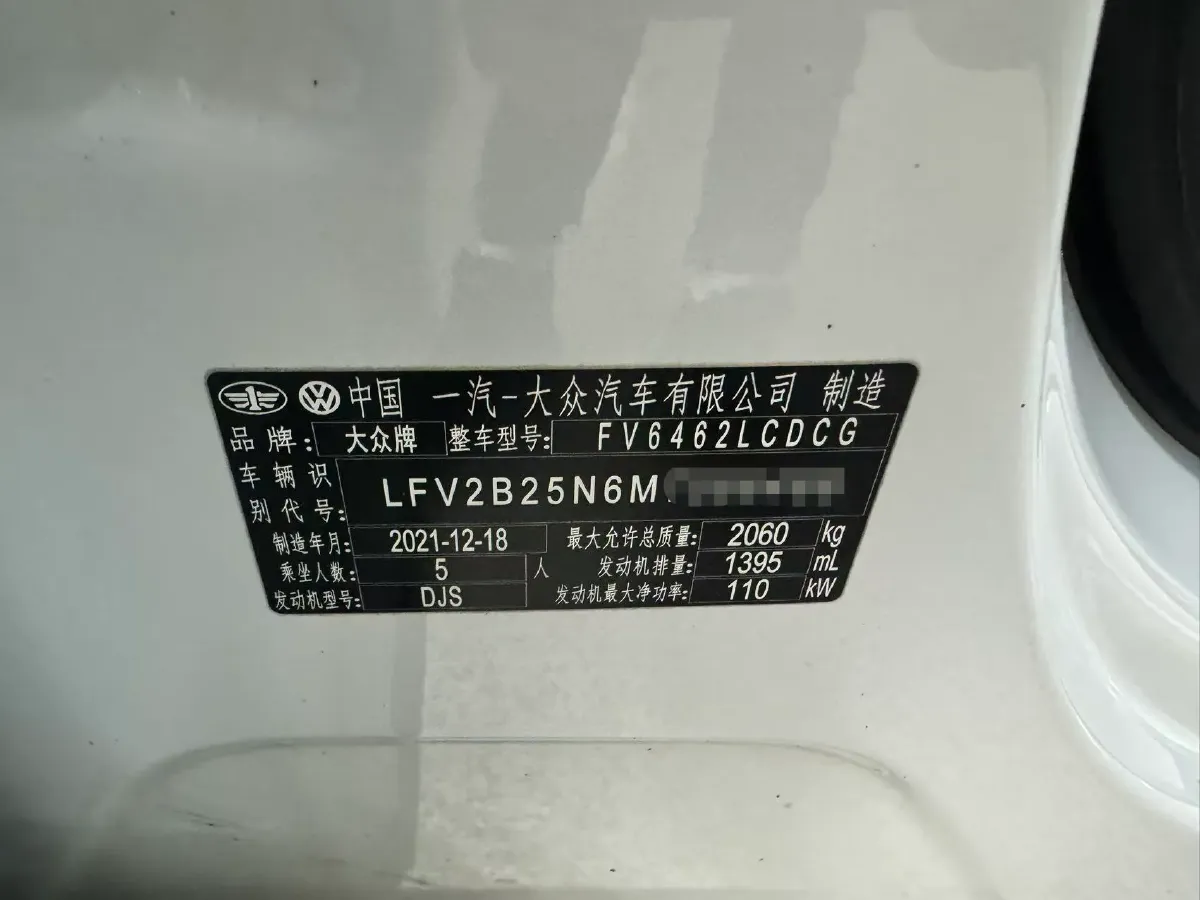 中国 一汽-大众汽车有限公司 制造
品牌: 大众牌 整车型号: FV6462LCDCG
车辆识别代号: LFV2B25N6M
制造年月: 2021-12-18 最大允许总质量: 2060 kg
乘坐人数: 5 人 发动机排量: 1395 mL
发动机型号: DJS 发动机最大净功率: 110 kW